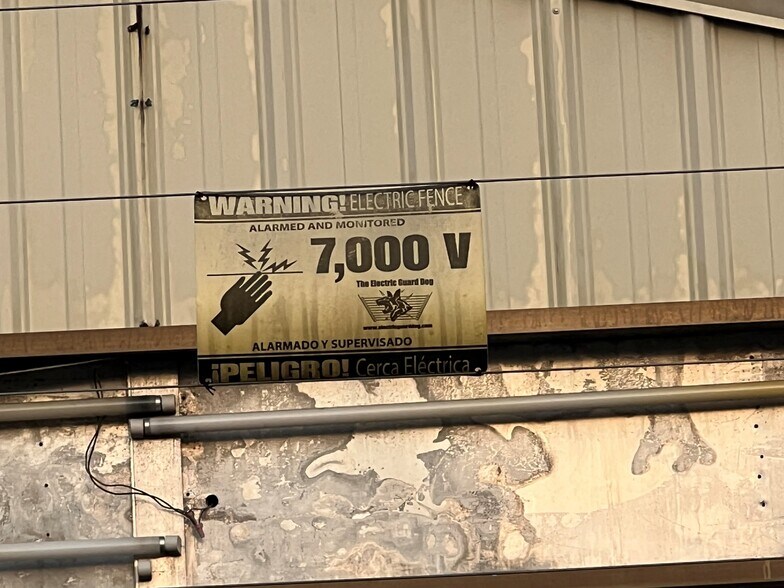 WARNING! ELECTRIC FENCE
ALARMED AND MONITORED
7,000 V
The Electric Guard Dog
ALARMADO Y SUPERVISADO
¡PELIGRO! Cerca Eléctrica